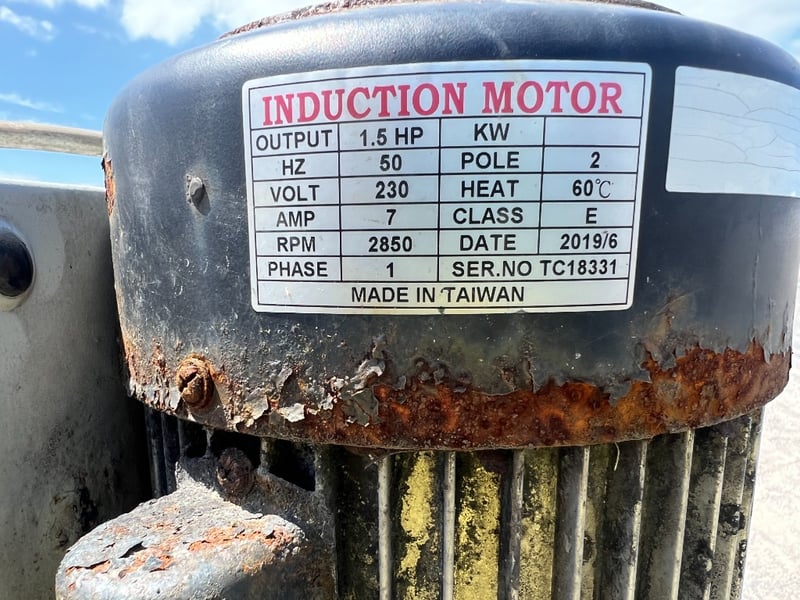 INDUCTION MOTOR
OUTPUT 1.5 HP KW
HZ 50 POLE 2
VOLT 230 HEAT 60℃
AMP 7 CLASS E
RPM 2850 DATE 2019/6
PHASE 1 SER.NO TC18331
MADE IN TAIWAN